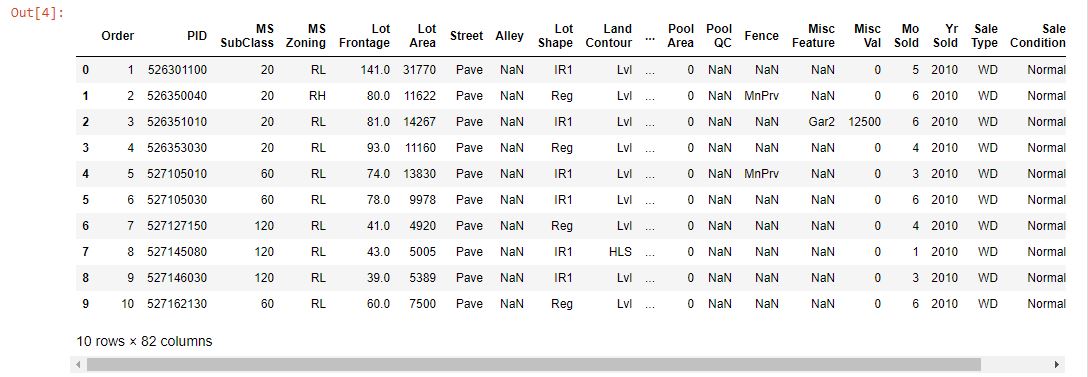 Out[4]:
Order PID MS SubClass MS Zoning Lot Frontage Lot Area Street Alley Lot Shape Land Contour ... Pool Area Pool QC Fence Misc Feature Misc Val Mo Sold Yr Sold Sale Type Sale Condition
0 1 526301100 20 RL 141.0 31770 Pave NaN IR1 Lvl ... 0 NaN NaN NaN 0 5 2010 WD Normal
1 2 526350040 20 RH 80.0 11622 Pave NaN Reg Lvl ... 0 NaN MnPrv NaN 0 6 2010 WD Normal
2 3 526351010 20 RL 81.0 14267 Pave NaN IR1 Lvl ... 0 NaN NaN Gar2 12500 6 2010 WD Normal
3 4 526353030 20 RL 93.0 11160 Pave NaN Reg Lvl ... 0 NaN NaN NaN 0 4 2010 WD Normal
4 5 527105010 60 RL 74.0 13830 Pave NaN IR1 Lvl ... 0 NaN MnPrv NaN 0 3 2010 WD Normal
5 6 527105030 60 RL 78.0 9978 Pave NaN IR1 Lvl ... 0 NaN NaN NaN 0 6 2010 WD Normal
6 7 527127150 120 RL 41.0 4920 Pave NaN Reg Lvl ... 0 NaN NaN NaN 0 4 2010 WD Normal
7 8 527145080 120 RL 43.0 5005 Pave NaN IR1 HLS ... 0 NaN NaN NaN 0 1 2010 WD Normal
8 9 527146030 120 RL 39.0 5389 Pave NaN IR1 Lvl ... 0 NaN NaN NaN 0 3 2010 WD Normal
9 10 527162130 60 RL 60.0 7500 Pave NaN Reg Lvl ... 0 NaN NaN NaN 0 6 2010 WD Normal
10 rows × 82 columns